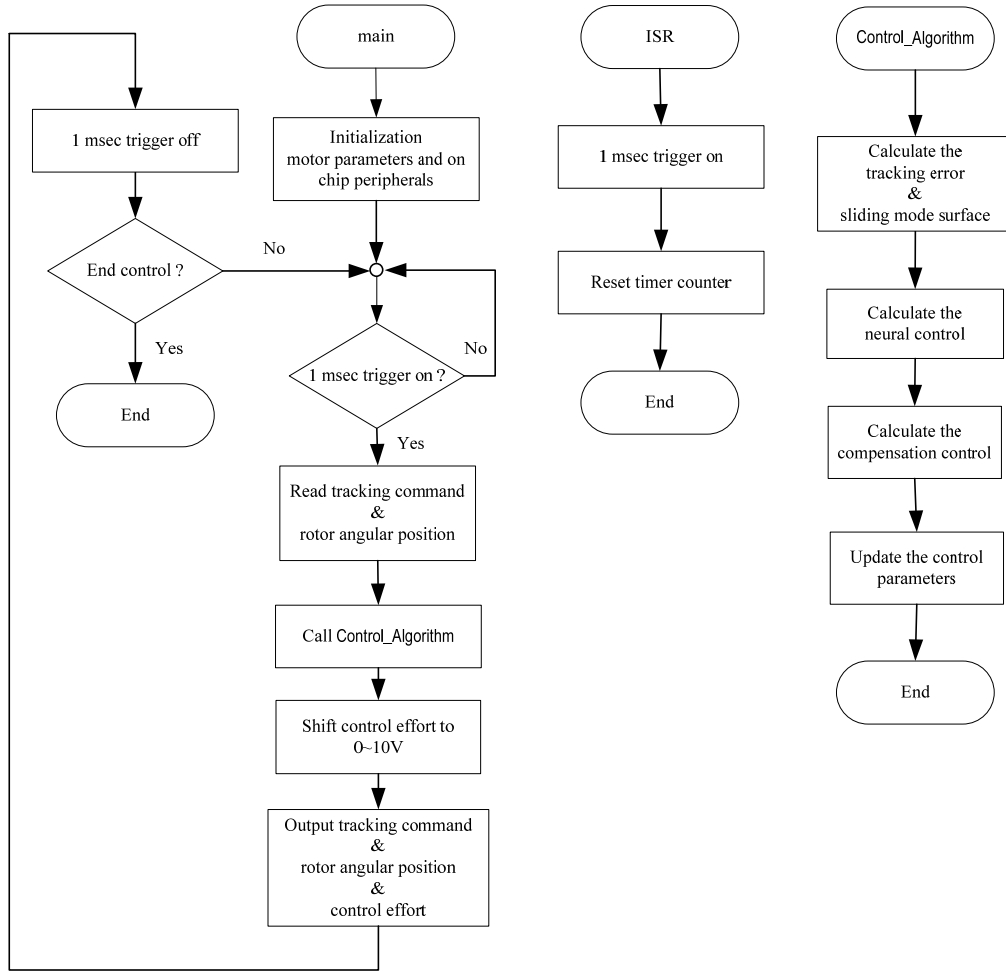 1 msec trigger off
End control ?
No
Yes
End
main
Initialization
motor parameters and on
chip peripherals
1 msec trigger on ?
No
Yes
Read tracking command
&
rotor angular position
Call Control_Algorithm
Shift control effort to
0~10V
Output tracking command
&
rotor angular position
&
control effort
ISR
1 msec trigger on
Reset timer counter
End
Control_Algorithm
Calculate the
tracking error
&
sliding mode surface
Calculate the
neural control
Calculate the
compensation control
Update the control
parameters
End